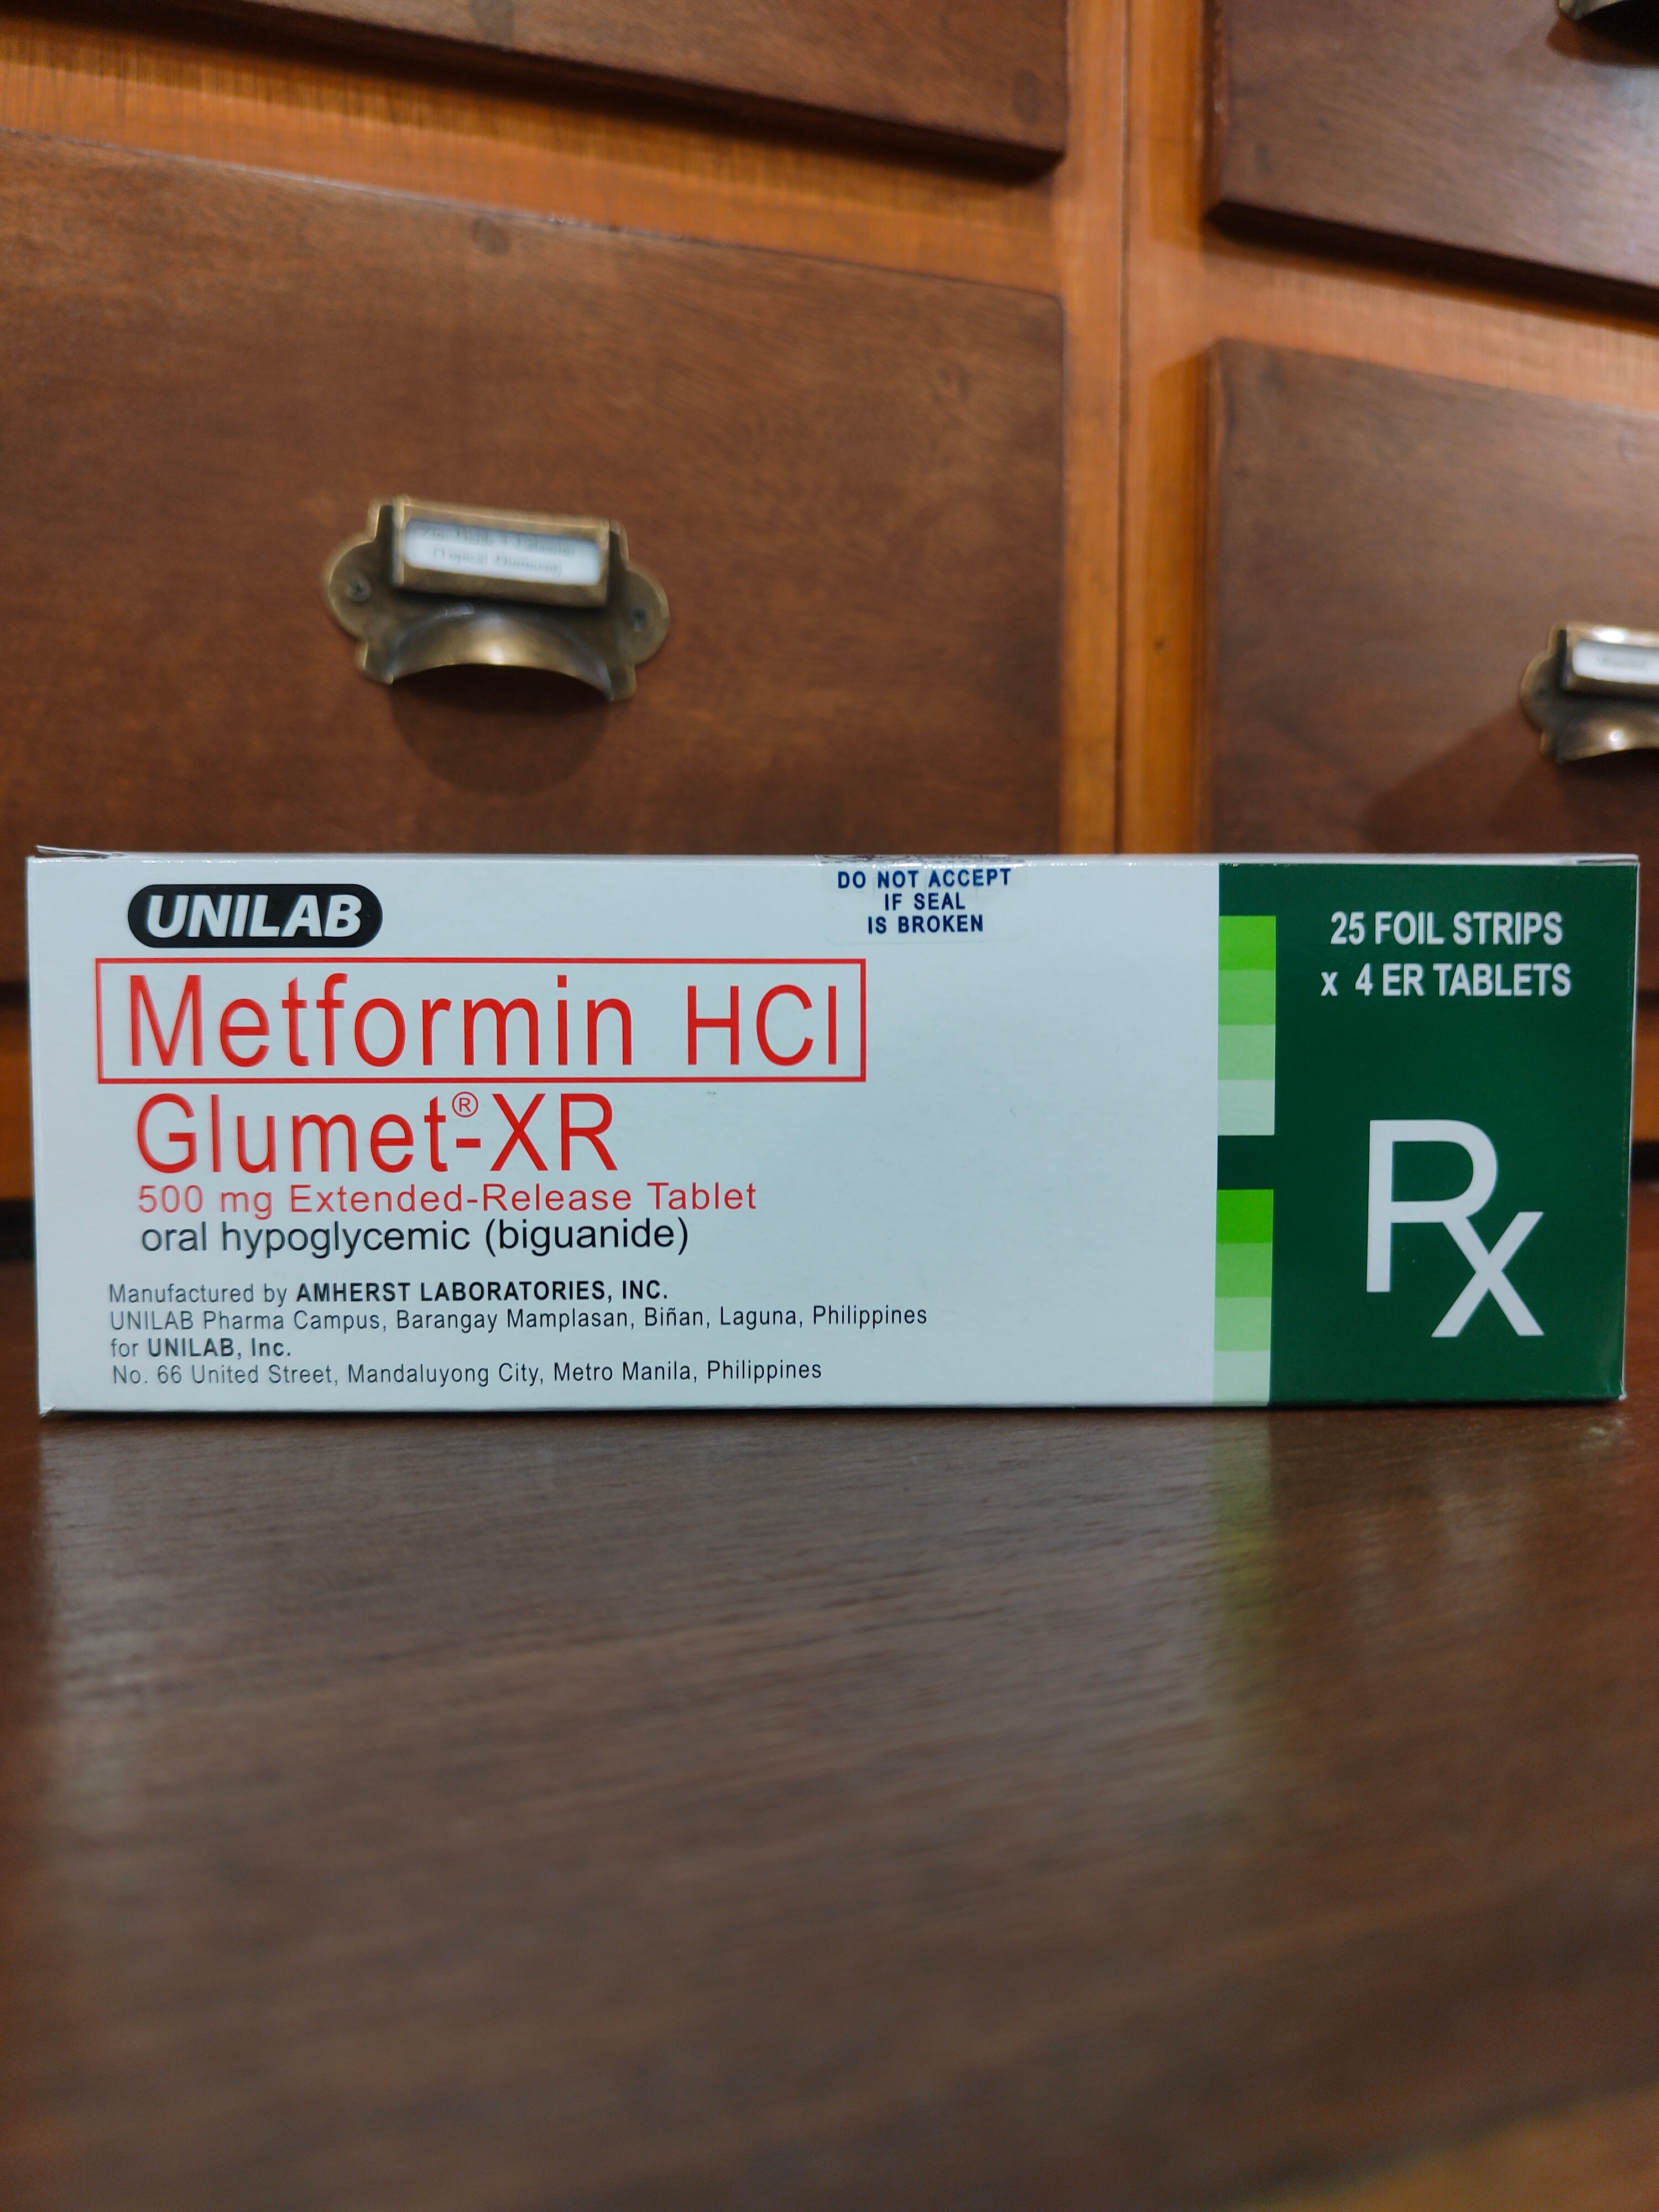 UNILAB
DO NOT ACCEPT
IF SEAL
IS BROKEN
Metformin HCl
Glumet®-XR
500 mg Extended-Release Tablet
oral hypoglycemic (biguanide)
Manufactured by AMHERST LABORATORIES, INC.
UNILAB Pharma Campus, Barangay Mamplasan, Biñan, Laguna, Philippines
for UNILAB, Inc.
No. 66 United Street, Mandaluyong City, Metro Manila, Philippines
25 FOIL STRIPS
x 4 ER TABLETS
Rx